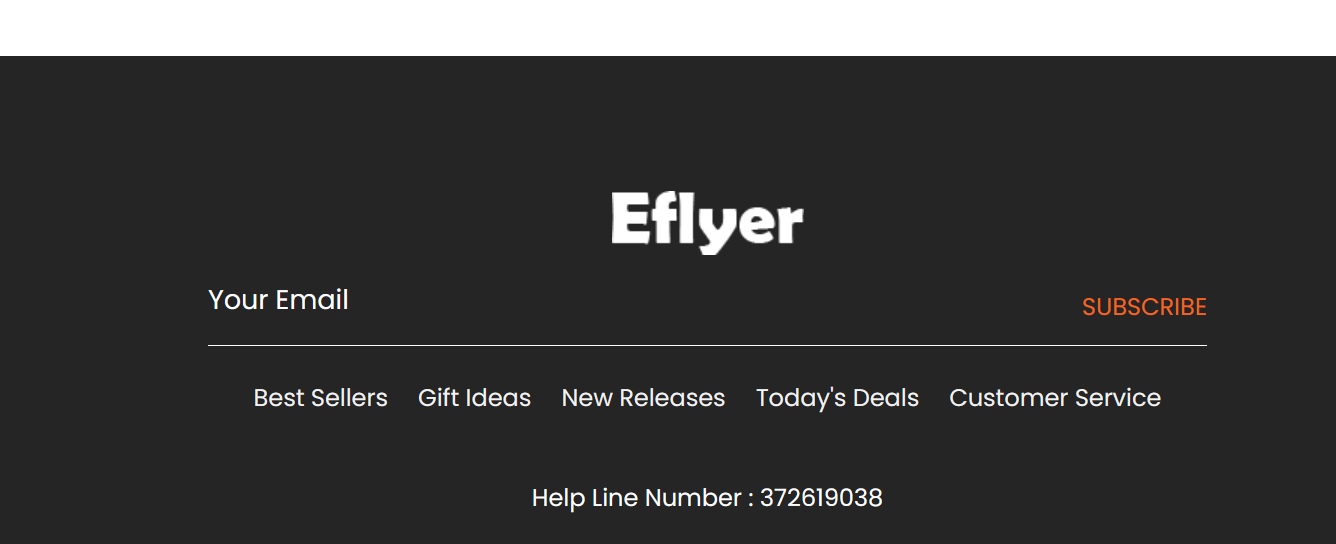 Eflyer
Your Email
SUBSCRIBE
Best Sellers Gift Ideas New Releases Today's Deals Customer Service
Help Line Number : 372619038